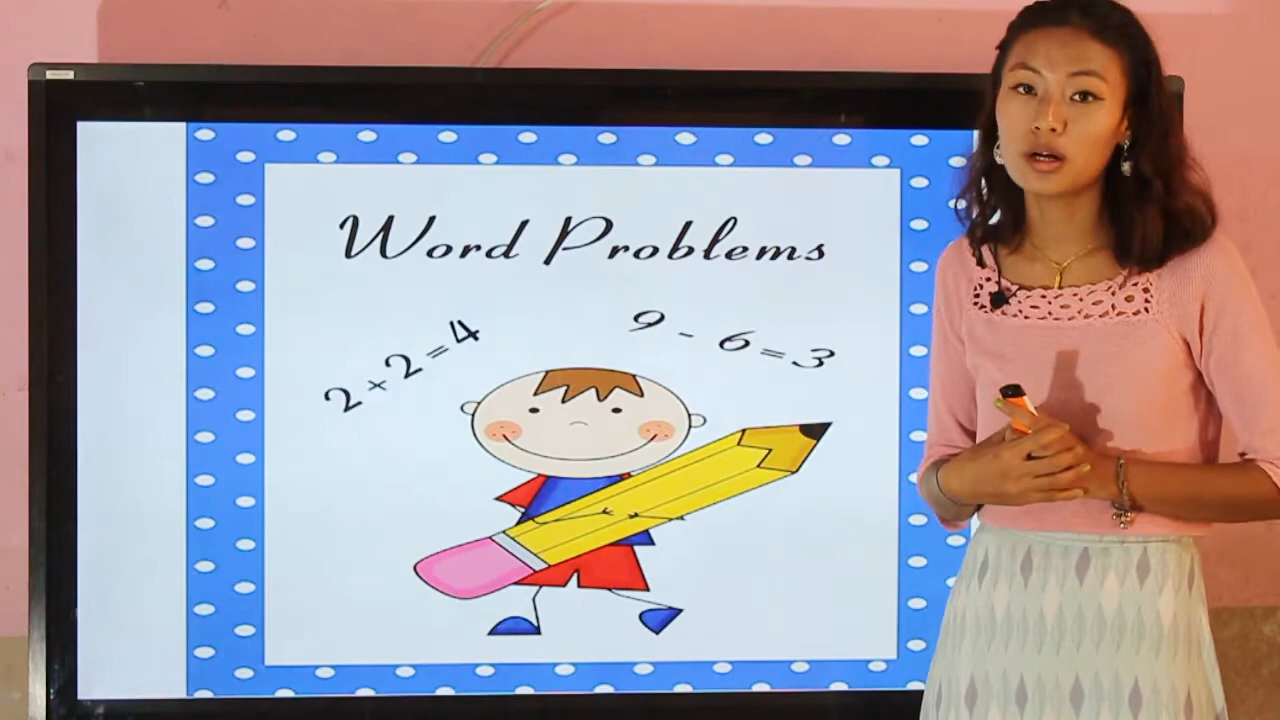 Word Problems
2 + 2 = 4
9 - 6 = 3